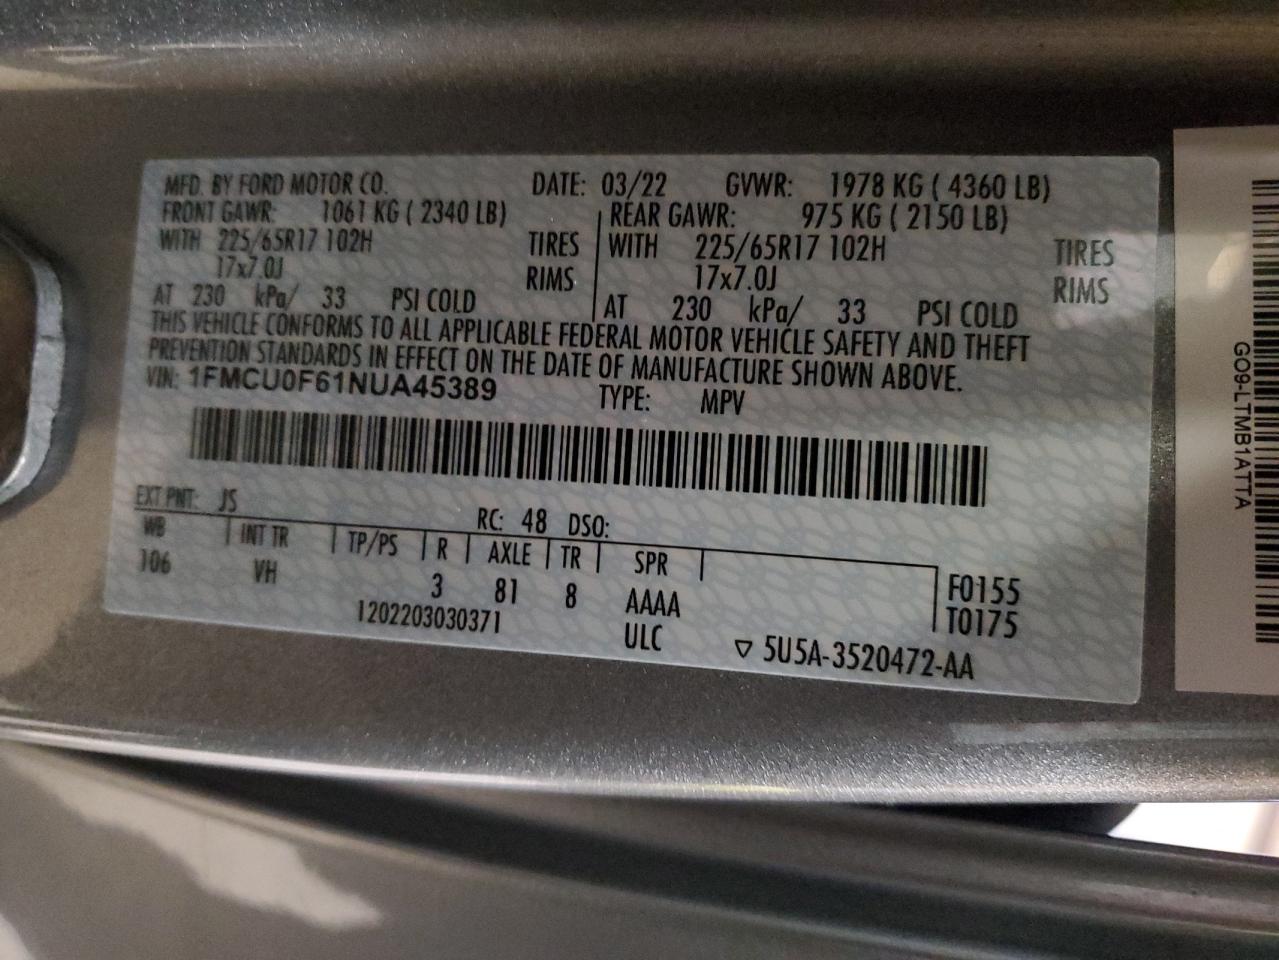 MFD. BY FORD MOTOR CO. DATE: 03/22 GVWR: 1978 KG ( 4360 LB)
FRONT GAWR: 1061 KG ( 2340 LB) REAR GAWR: 975 KG ( 2150 LB)
WITH 225/65R17 102H TIRES WITH 225/65R17 102H TIRES
17x7.0J RIMS 17x7.0J RIMS
AT 230 kPa/ 33 PSI COLD AT 230 kPa/ 33 PSI COLD
THIS VEHICLE CONFORMS TO ALL APPLICABLE FEDERAL MOTOR VEHICLE SAFETY AND THEFT
PREVENTION STANDARDS IN EFFECT ON THE DATE OF MANUFACTURE SHOWN ABOVE.
VIN: 1FMCU0F61NUA45389 TYPE: MPV
EXT PNT: JS RC: 48 DSO:
WB INT TR TP/PS R AXLE TR SPR
106 VH 3 81 8 AAAA F0155
1202203030371 ULC T0175
▽ 5U5A-3520472-AA
GO9-LTMB1ATTA